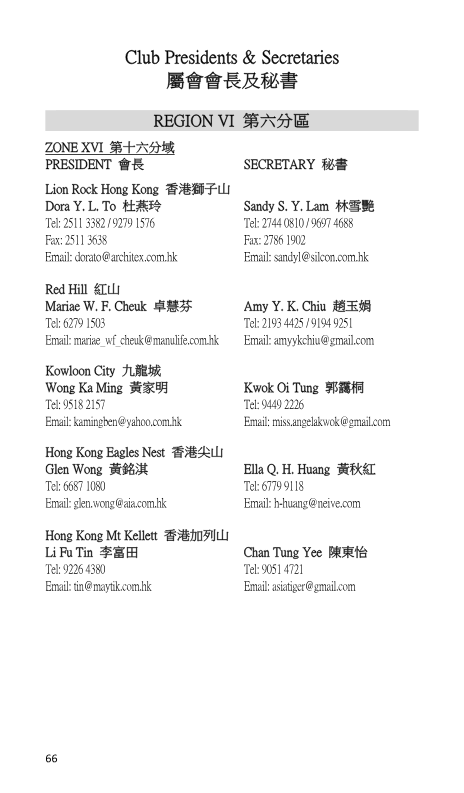 Club Presidents & Secretaries
屬會會長及秘書
REGION VI 第六分區
ZONE XVI 第十六分域
PRESIDENT 會長 SECRETARY 秘書
Lion Rock Hong Kong 香港獅子山
Dora Y. L. To 杜燕玲 Sandy S. Y. Lam 林雪艷
Tel: 2511 3382 / 9279 1576 Tel: 2744 0810 / 9697 4688
Fax: 2511 3638 Fax: 2786 1902
Email: dorato@architex.com.hk Email: sandyl@silcon.com.hk
Red Hill 紅山
Mariae W. F. Cheuk 卓慧芬 Amy Y. K. Chiu 趙玉娟
Tel: 6279 1503 Tel: 2193 4425 / 9194 9251
Email: mariae_wf_cheuk@manulife.com.hk Email: amyykchiu@gmail.com
Kowloon City 九龍城
Wong Ka Ming 黃家明 Kwok Oi Tung 郭靄桐
Tel: 9518 2157 Tel: 9449 2226
Email: kamingben@yahoo.com.hk Email: miss.angelakwok@gmail.com
Hong Kong Eagles Nest 香港尖山
Glen Wong 黃銘淇 Ella Q. H. Huang 黃秋紅
Tel: 6687 1080 Tel: 6779 9118
Email: glen.wong@aia.com.hk Email: h-huang@neive.com
Hong Kong Mt Kellett 香港加列山
Li Fu Tin 李富田 Chan Tung Yee 陳東怡
Tel: 9226 4380 Tel: 9051 4721
Email: tin@maytik.com.hk Email: asiatiger@gmail.com
66